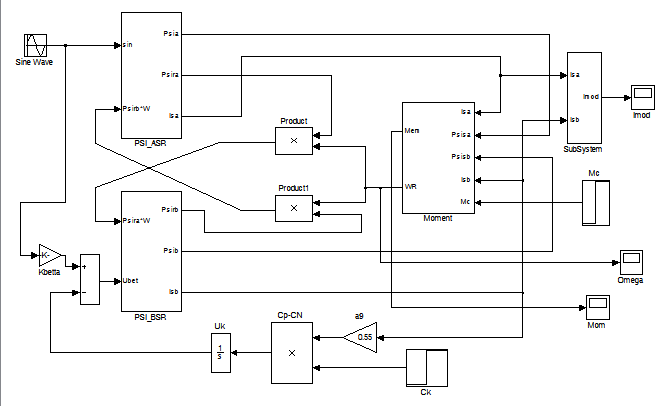 Sine Wave
sin
Psirb*W
Psia
Psira
Isa
PSI_ASR
Product
×
Product1
×
Mem
WR
Isa
Psisa
Psisb
Isb
Mc
Moment
Isa
Isb
Imod
SubSystem
Imod
Mc
Psira*W
Ubet
Psirb
Psib
Isb
PSI_BSR
-K-
Kbetta
+
−
Omega
Mom
Uk
1
s
Cp-CN
×
a9
0.55
Ck